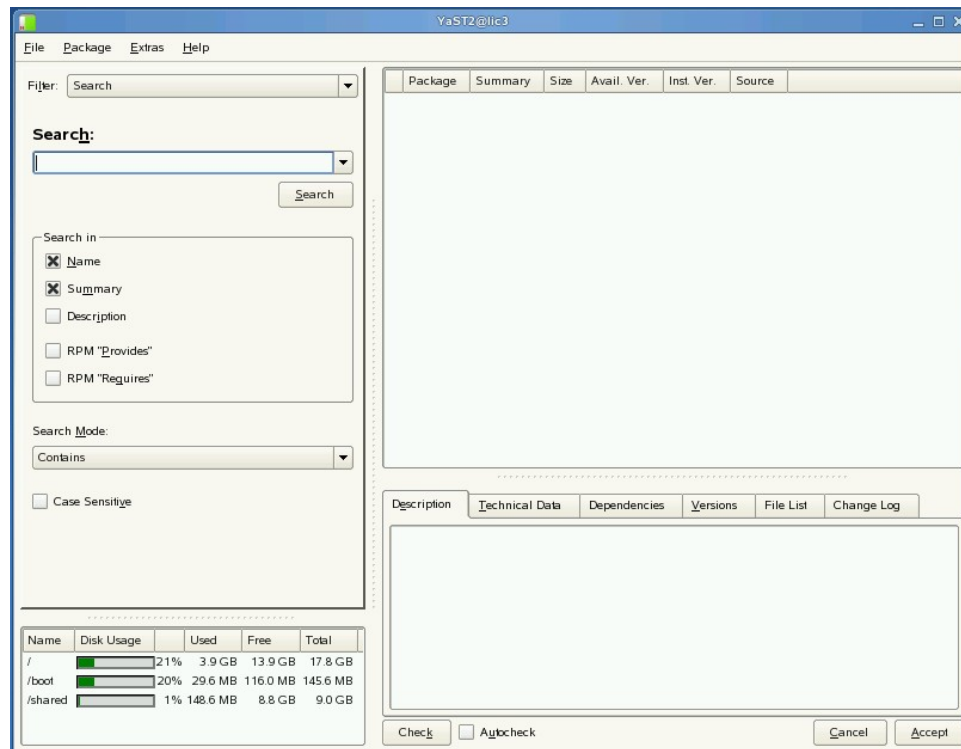 YaST2@lic3
File Package Extras Help
Filter: Search
Search:
Search
Search in
Name
Summary
Description
RPM "Provides"
RPM "Requires"
Search Mode:
Contains
Case Sensitive
Name Disk Usage Used Free Total
/ 21% 3.9 GB 13.9 GB 17.8 GB
/boot 20% 29.6 MB 116.0 MB 145.6 MB
/shared 1% 148.6 MB 8.8 GB 9.0 GB
Package Summary Size Avail. Ver. Inst. Ver. Source
Description Technical Data Dependencies Versions File List Change Log
Check Autocheck Cancel Accept